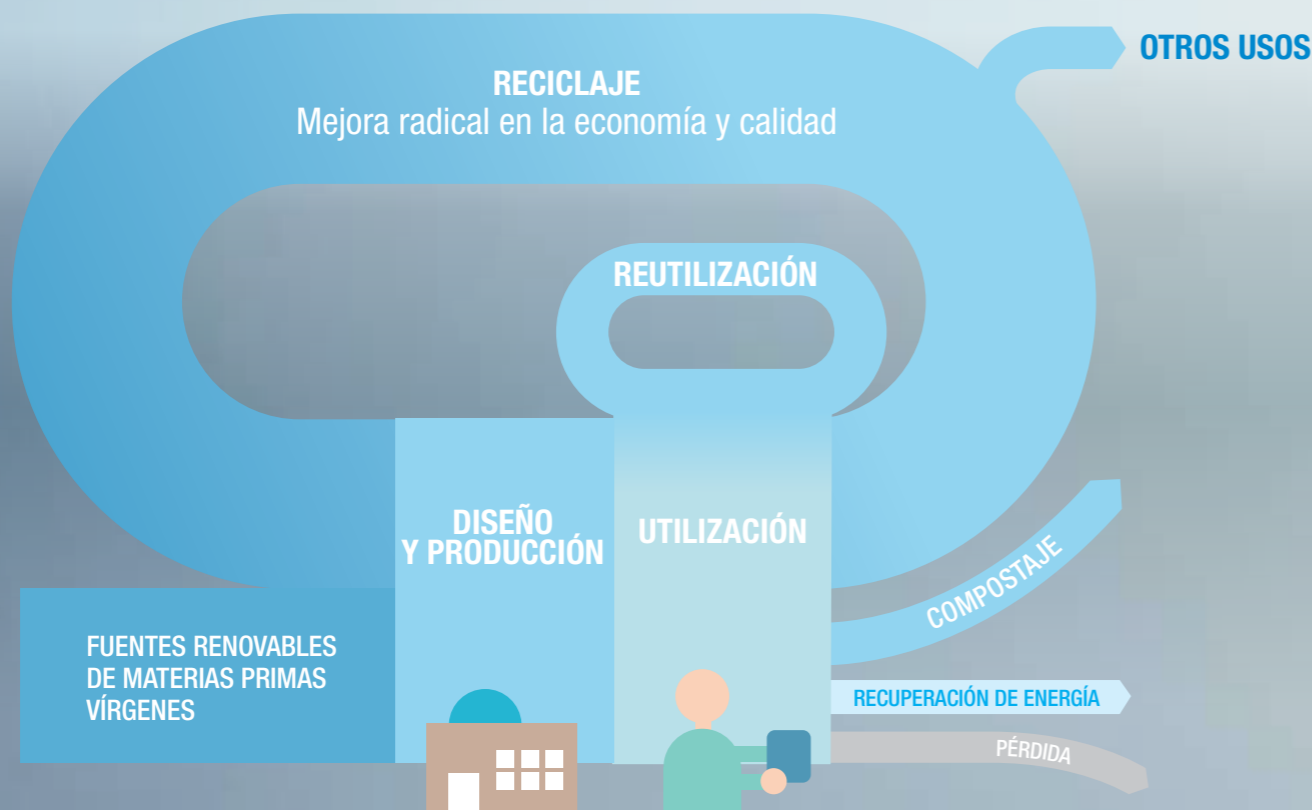 OTROS USOS
RECICLAJE
Mejora radical en la economía y calidad
REUTILIZACIÓN
DISEÑO
Y PRODUCCIÓN
UTILIZACIÓN
COMPOSTAJE
FUENTES RENOVABLES
DE MATERIAS PRIMAS
VÍRGENES
RECUPERACIÓN DE ENERGÍA
PÉRDIDA